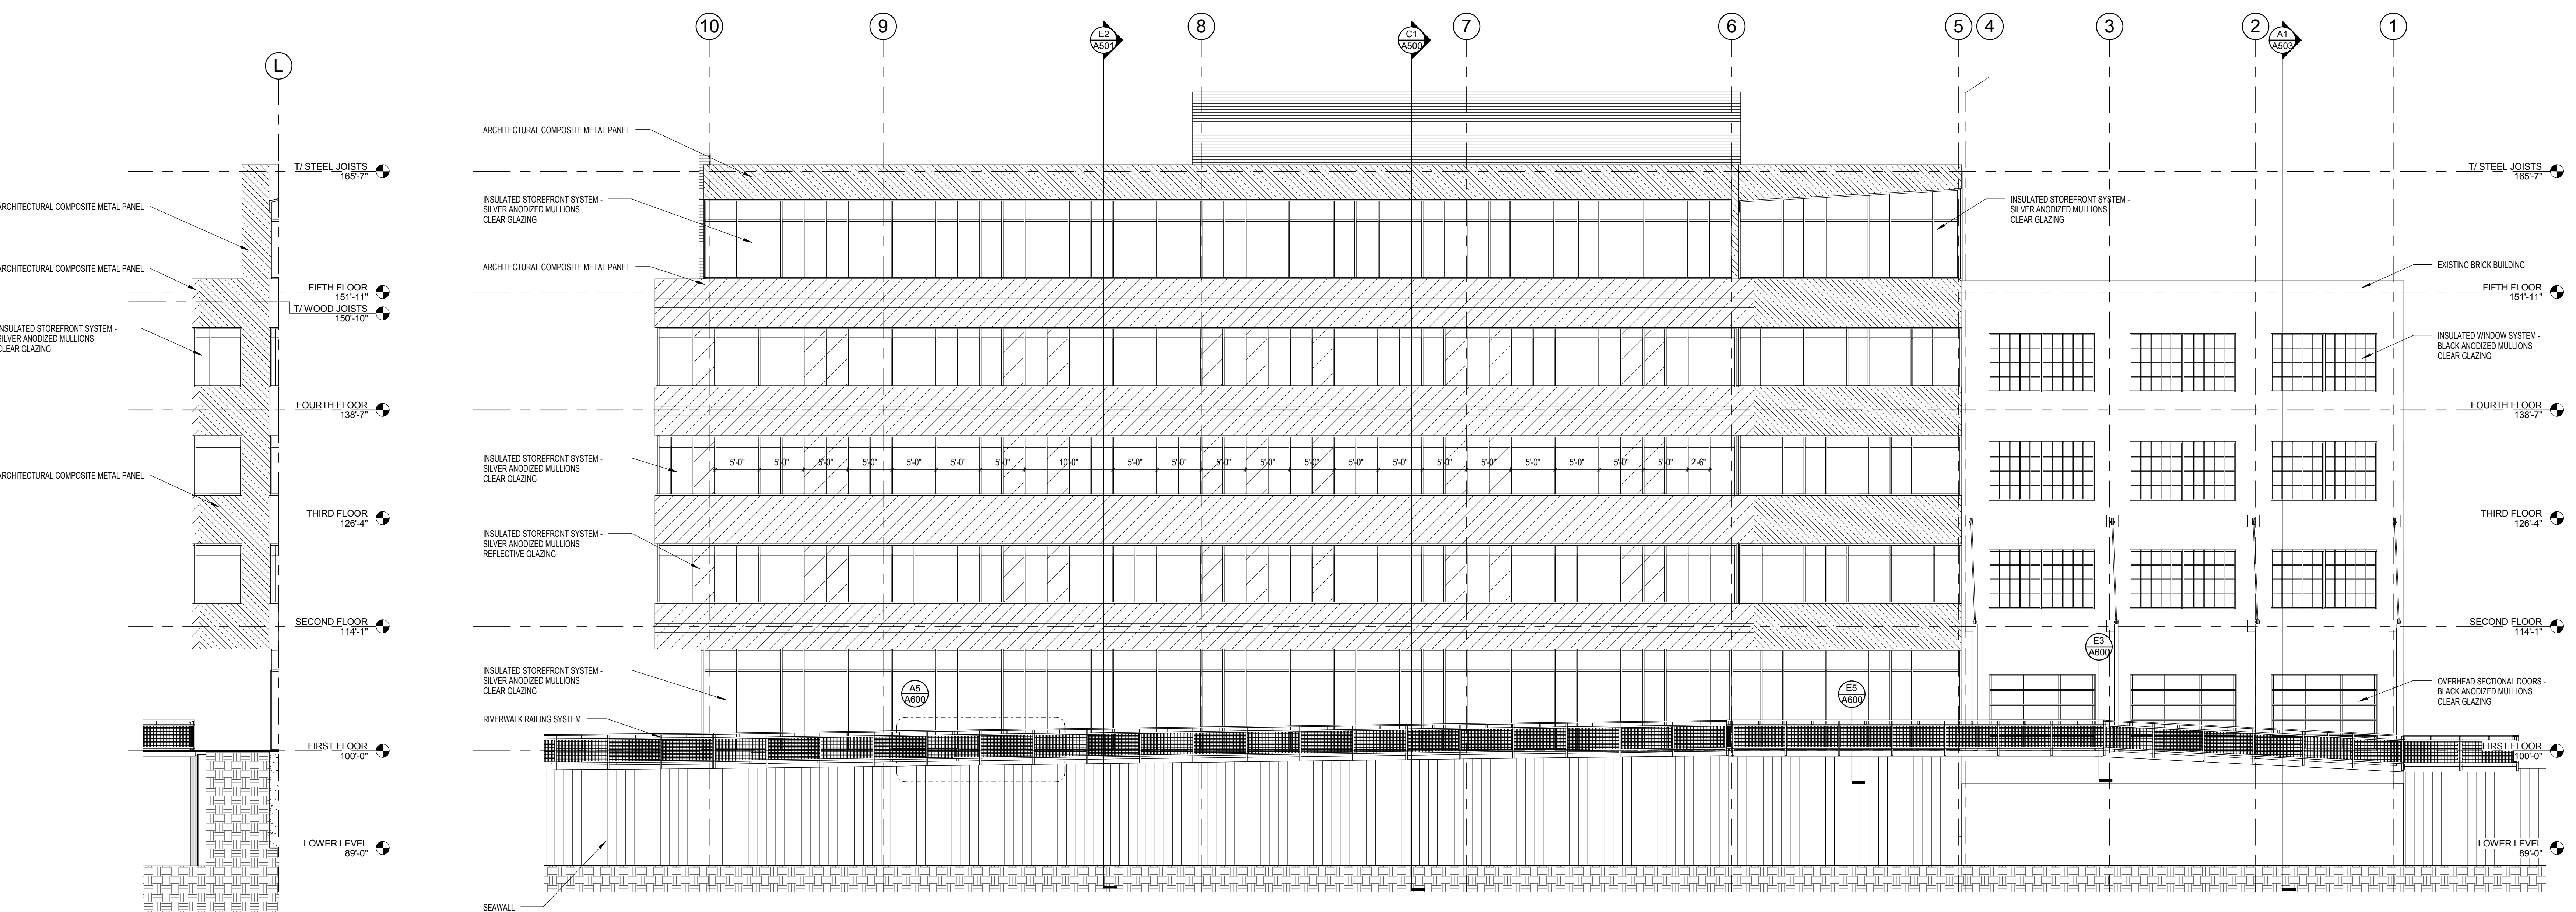 L
ARCHITECTURAL COMPOSITE METAL PANEL
ARCHITECTURAL COMPOSITE METAL PANEL
INSULATED STOREFRONT SYSTEM -
SILVER ANODIZED MULLIONS
CLEAR GLAZING
ARCHITECTURAL COMPOSITE METAL PANEL
T/ STEEL JOISTS
165'-7"
FIFTH FLOOR
151'-11"
T/ WOOD JOISTS
150'-10"
FOURTH FLOOR
138'-7"
THIRD FLOOR
126'-4"
SECOND FLOOR
114'-1"
FIRST FLOOR
100'-0"
LOWER LEVEL
89'-0"
10
9
E2
A501
8
C1
A500
7
6
5
4
3
2
A1
A503
1
ARCHITECTURAL COMPOSITE METAL PANEL
INSULATED STOREFRONT SYSTEM -
SILVER ANODIZED MULLIONS
CLEAR GLAZING
ARCHITECTURAL COMPOSITE METAL PANEL
INSULATED STOREFRONT SYSTEM -
SILVER ANODIZED MULLIONS
CLEAR GLAZING
INSULATED STOREFRONT SYSTEM -
SILVER ANODIZED MULLIONS
REFLECTIVE GLAZING
INSULATED STOREFRONT SYSTEM -
SILVER ANODIZED MULLIONS
CLEAR GLAZING
RIVERWALK RAILING SYSTEM
SEAWALL
5'-0" 5'-0" 5'-0" 5'-0" 5'-0" 5'-0" 5'-0" 10'-0" 5'-0" 5'-0" 5'-0" 5'-0" 5'-0" 5'-0" 5'-0" 5'-0" 5'-0" 5'-0" 5'-0" 5'-0" 5'-0" 2'-6"
A5
A600
E5
A600
E3
A600
INSULATED STOREFRONT SYSTEM -
SILVER ANODIZED MULLIONS
CLEAR GLAZING
EXISTING BRICK BUILDING
INSULATED WINDOW SYSTEM -
BLACK ANODIZED MULLIONS
CLEAR GLAZING
OVERHEAD SECTIONAL DOORS -
BLACK ANODIZED MULLIONS
CLEAR GLAZING
T/ STEEL JOISTS
165'-7"
FIFTH FLOOR
151'-11"
FOURTH FLOOR
138'-7"
THIRD FLOOR
126'-4"
SECOND FLOOR
114'-1"
FIRST FLOOR
100'-0"
LOWER LEVEL
89'-0"